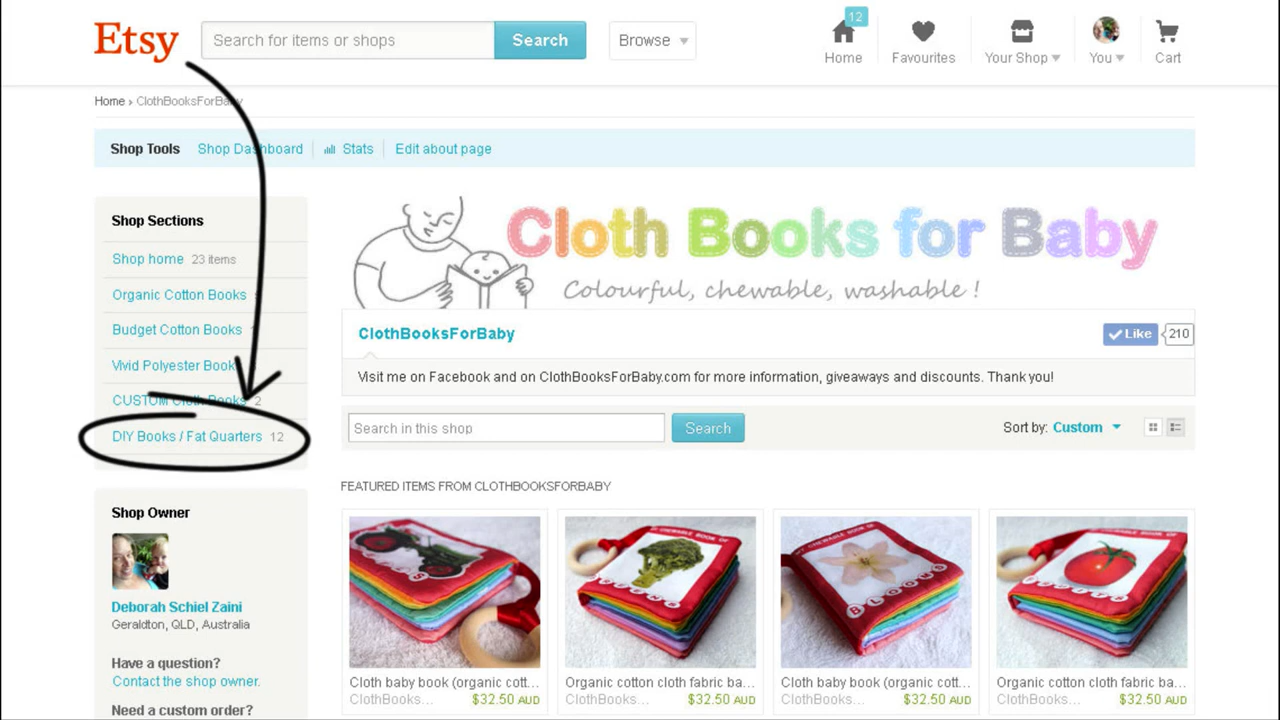 Etsy
Search for items or shops
Search
Browse
12
Home
Favourites
Your Shop
You
Cart
Home › ClothBooksForBaby
Shop Tools Shop Dashboard Stats Edit about page
Shop Sections
Shop home 23 items
Organic Cotton Books
Budget Cotton Books
Vivid Polyester Books
CUSTOM Cloth Books 2
DIY Books / Fat Quarters 12
Cloth Books for Baby
Colourful, chewable, washable !
ClothBooksForBaby
Like 210
Visit me on Facebook and on ClothBooksForBaby.com for more information, giveaways and discounts. Thank you!
Search in this shop
Search
Sort by: Custom
FEATURED ITEMS FROM CLOTHBOOKSFORBABY
BLOOMS
Cloth baby book (organic cott...
ClothBooks... $32.50 AUD
Organic cotton cloth fabric ba...
ClothBooks... $32.50 AUD
Cloth baby book (organic cott...
ClothBooks... $32.50 AUD
Organic cotton cloth fabric ba...
ClothBooks... $32.50 AUD
Shop Owner
Deborah Schiel Zaini
Geraldton, QLD, Australia
Have a question?
Contact the shop owner.
Need a custom order?